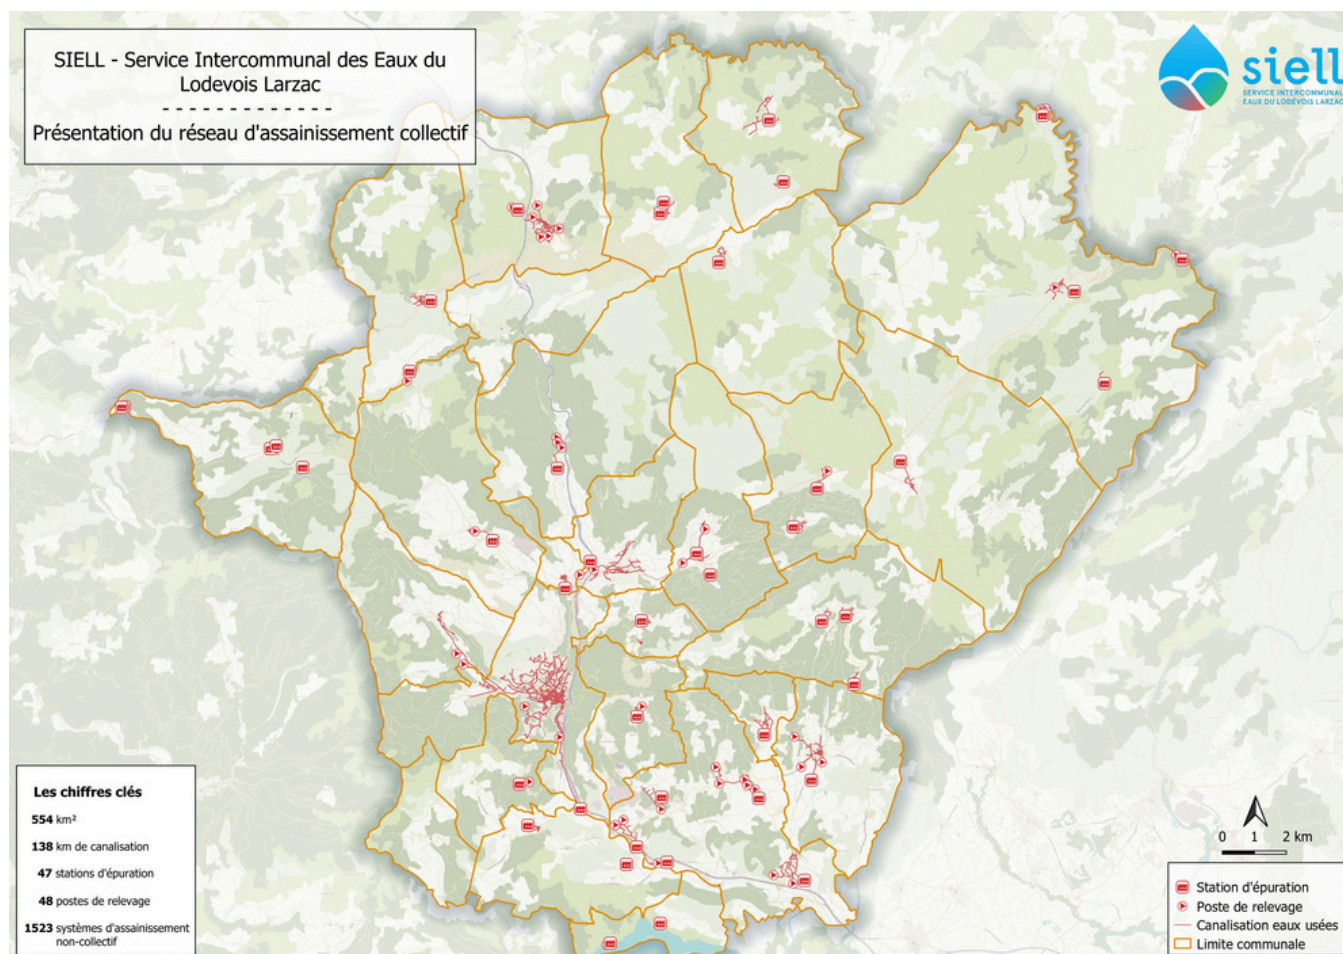 SIELL - Service Intercommunal des Eaux du
Lodevois Larzac
- - - - - - - - - - - - -
Présentation du réseau d'assainissement collectif
siell
SERVICE INTERCOMMUNAL
EAUX DU LODÉVOIS LARZAC
Les chiffres clés
554 km²
138 km de canalisation
47 stations d'épuration
48 postes de relevage
1523 systèmes d'assainissement
non-collectif
0 1 2 km
Station d'épuration
Poste de relevage
Canalisation eaux usées
Limite communale